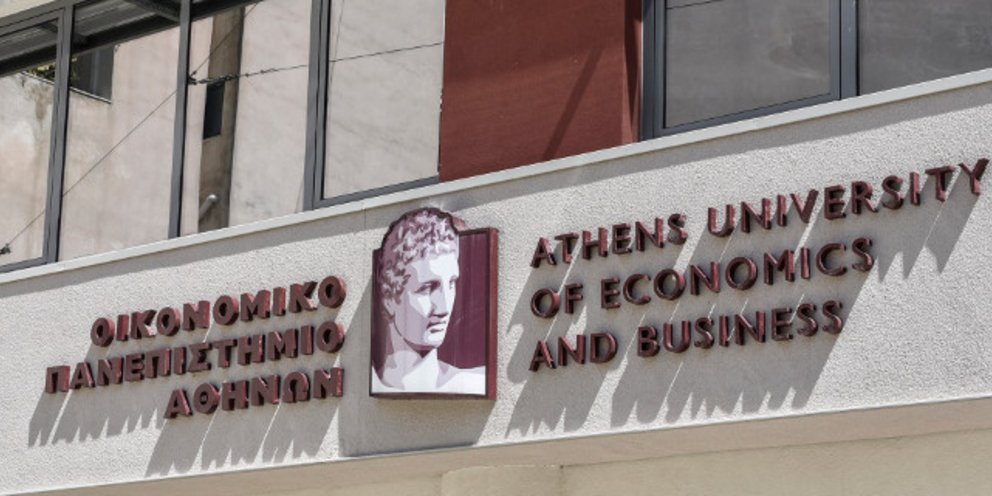 ΟΙΚΟΝΟΜΙΚΟ
ΠΑΝΕΠΙΣΤΗΜΙΟ
ΑΘΗΝΩΝ
ATHENS UNIVERSITY
OF ECONOMICS
AND BUSINESS